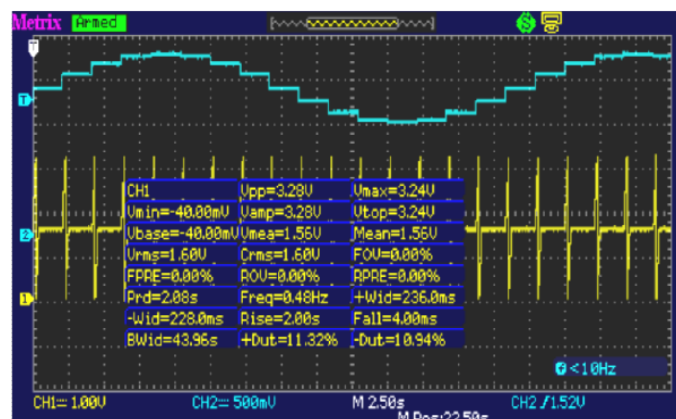 Metrix Armed
T
T
CH1 Vpp=3.28V Vmax=3.24V
Vmin=-40.00mV Vamp=3.28V Vtop=3.24V
2 Vbase=-40.00mV Vmea=1.56V Mean=1.56V
Vrms=1.60V Crms=1.60V FOV=0.00%
FPRE=0.00% ROV=0.00% RPRE=0.00%
1 Prd=2.08s Freq=0.48Hz +Wid=236.0ms
-Wid=228.0ms Rise=2.00s Fall=4.00ms
BWid=43.96s +Dut=11.32% -Dut=10.94%
<10Hz
CH1 1.00V CH2 500mV M 2.50s CH2 /1.52V
M Pos:22.50s